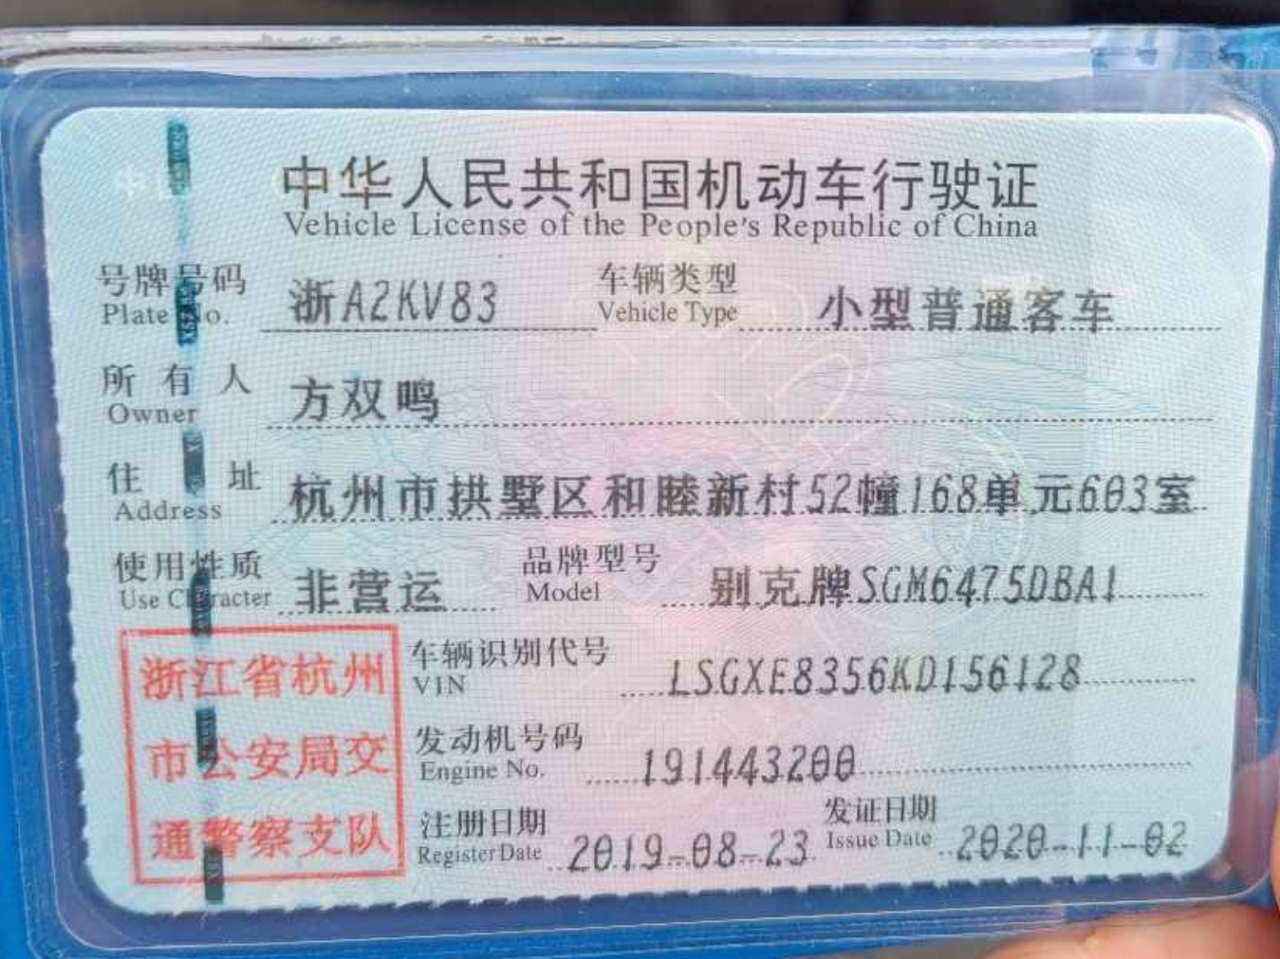 中华人民共和国机动车行驶证
Vehicle License of the People's Republic of China
号牌号码 浙A2KV83 车辆类型 小型普通客车
Plate No. Vehicle Type
所有人 方双鸣
Owner
住址 杭州市拱墅区和睦新村52幢168单元603室
Address
使用性质 非营运 品牌型号 别克牌SGM6475DBA1
Use Character Model
浙江省杭州
市公安局交
通警察支队
车辆识别代号 LSGXE8356KD156128
VIN
发动机号码 191443200
Engine No.
注册日期 2019-08-23 发证日期 2020-11-02
Register Date Issue Date